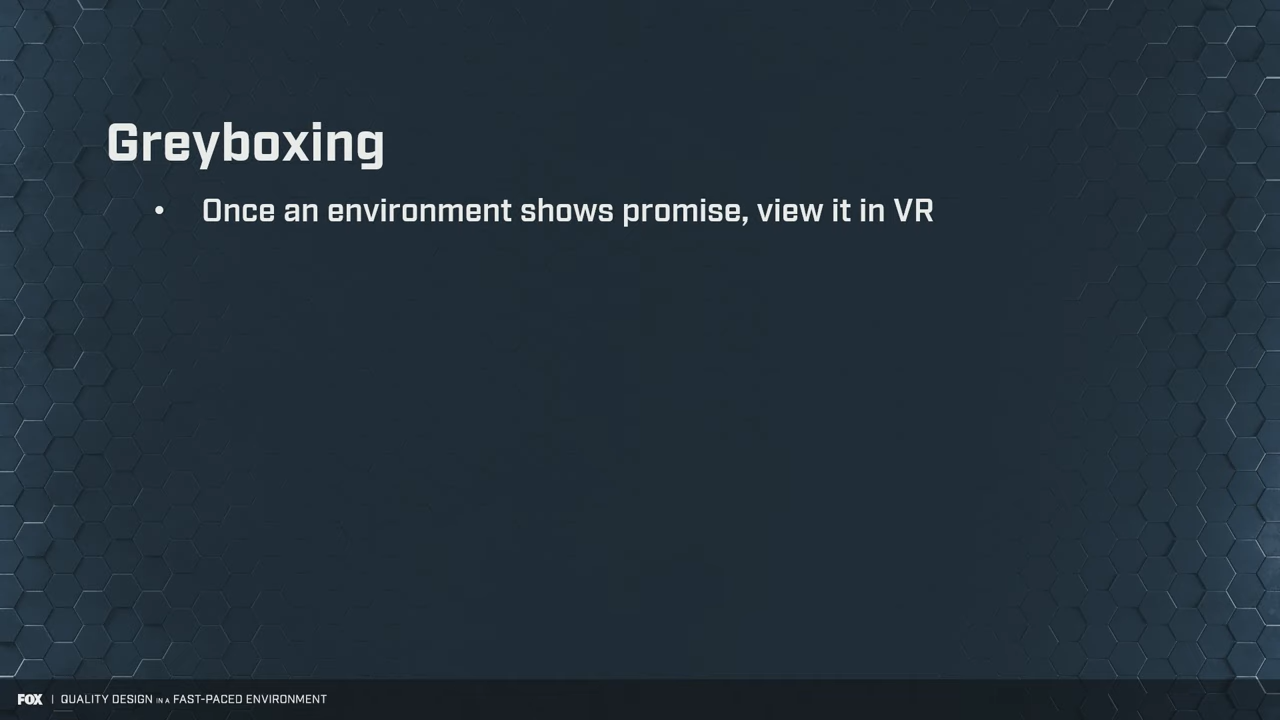 Greyboxing
• Once an environment shows promise, view it in VR
FOX | QUALITY DESIGN IN A FAST-PACED ENVIRONMENT